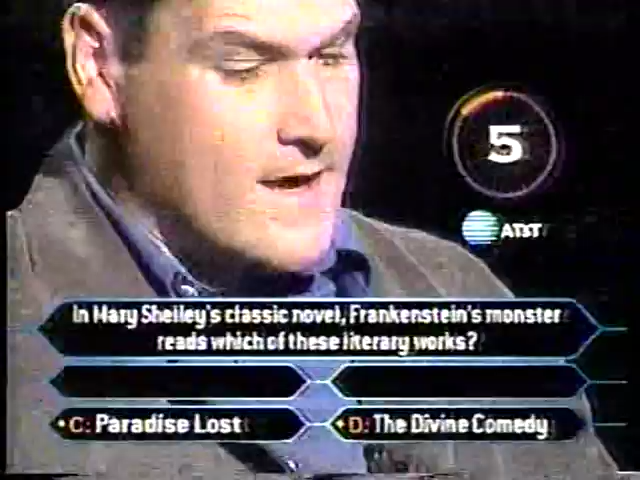 5
AT&T
In Mary Shelley's classic novel, Frankenstein's monster
reads which of these literary works?
C: Paradise Lost
D: The Divine Comedy